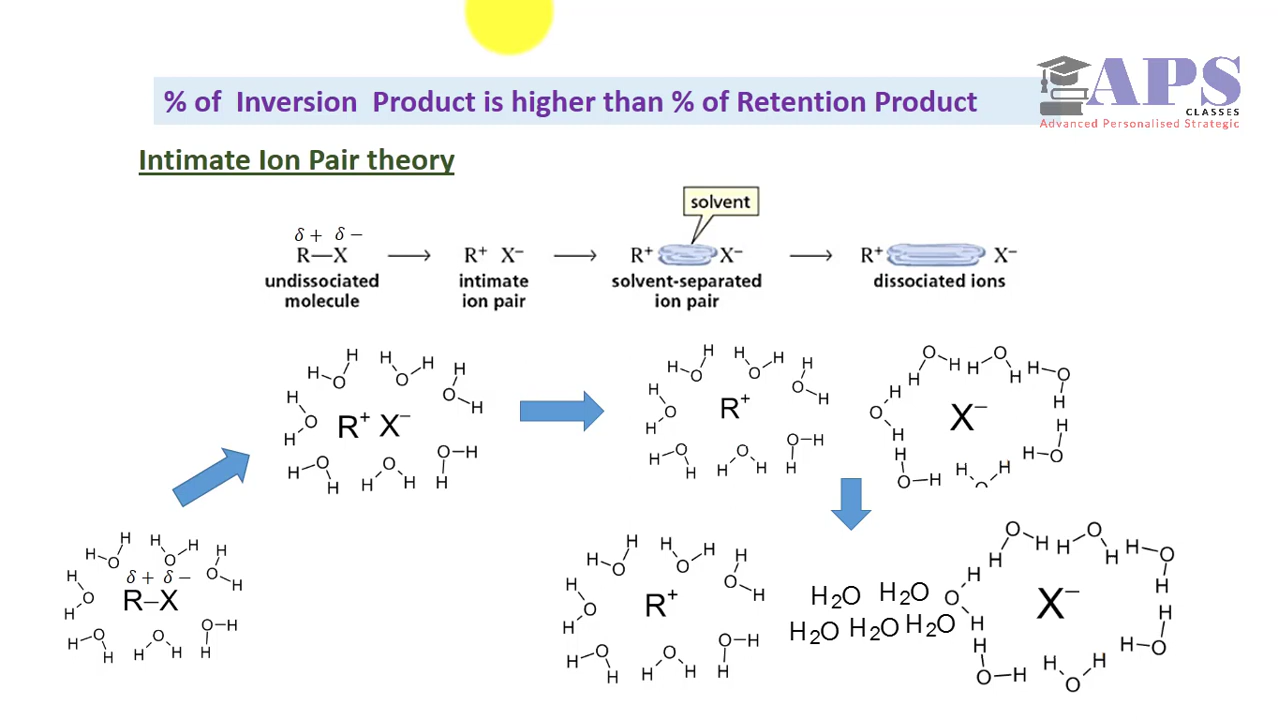 % of Inversion Product is higher than % of Retention Product
APS
CLASSES
Advanced Personalised Strategic
Intimate Ion Pair theory
solvent
δ+ δ−
R—X ⟶ R⁺ X⁻ ⟶ R⁺ X⁻ ⟶ R⁺ X⁻
undissociated molecule
intimate ion pair
solvent-separated ion pair
dissociated ions
H H H H H
H O O O H
H O H
R⁺ X⁻
H O O O H
H H H H
H H H H
H O O O H
H O H
R⁺
H O O O H
H H H H
O H H O H H O
H H H H
O H
X⁻
H H H O
O H H O H
H H H H
H O O O H
H O H
δ+ δ−
R–X
H O O O H
H H H H
H H H H
H O O O H
H O H
R⁺
H O O O H
H H H H
H₂O H₂O
H₂O H₂O H₂O
O H H O H H O
H H H H
O H
X⁻
H H H O
O H H O H